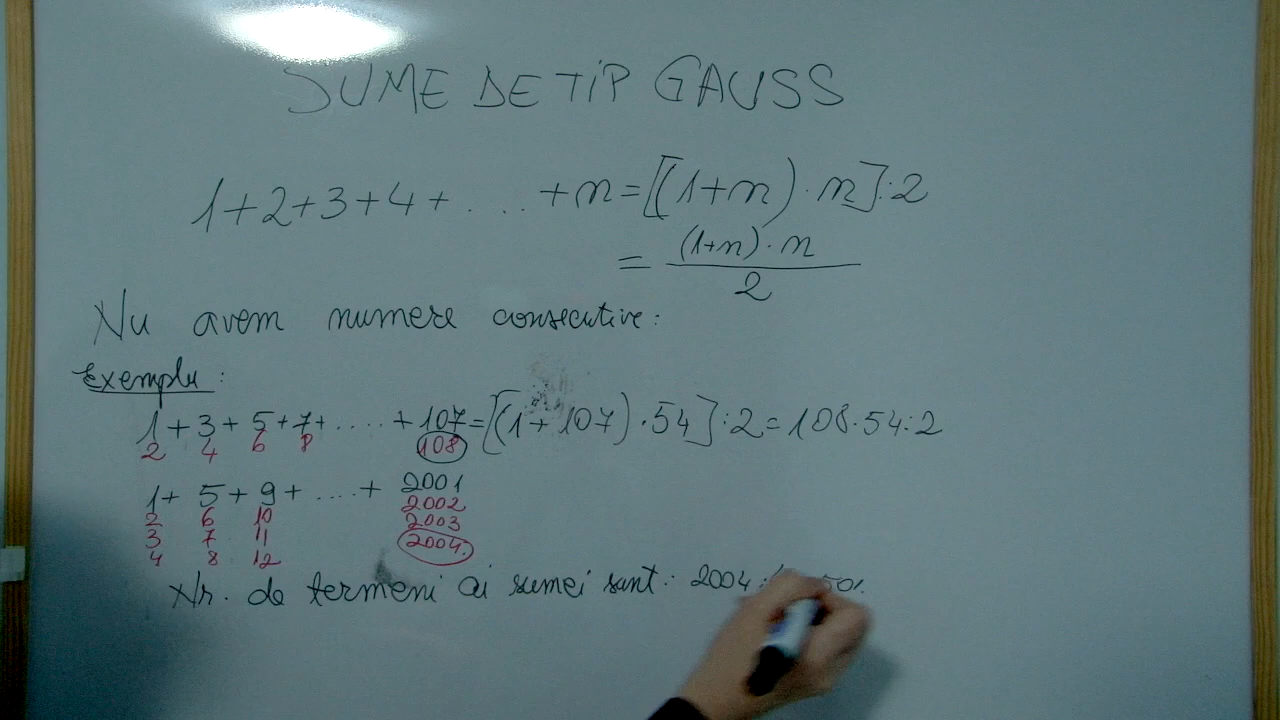 SUME DE TIP GAUSS
1+2+3+4+ .... +n=[(1+n)·n]:2
= (1+n)·n / 2
Nu avem numere consecutive:
Exemplu:
1+3+5+7+.....+107=[(1+107)·54]:2=108·54:2
2 4 6 8 108
1+ 5+ 9+ ....+ 2001
2 6 10 2002
3 7 11 2003
4 8 12 2004.
Nr. de termeni ai sumei sunt: 2004 501.